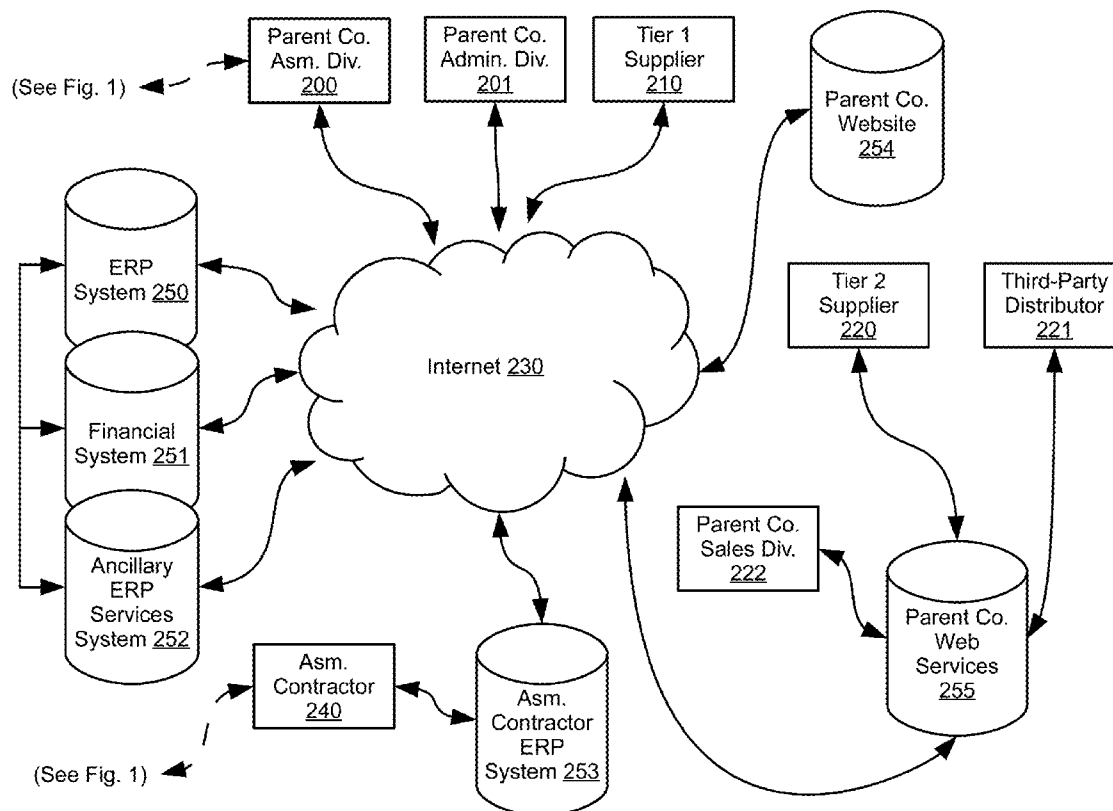 Parent Co.
Asm. Div.
200
Parent Co.
Admin. Div.
201
Tier 1
Supplier
210
(See Fig. 1)
Parent Co.
Website
254
ERP
System 250
Tier 2
Supplier
220
Third-Party
Distributor
221
Internet 230
Financial
System 251
Parent Co.
Sales Div.
222
Ancillary
ERP
Services
System 252
Parent Co.
Web
Services
255
Asm.
Contractor
240
Asm.
Contractor
ERP
System 253
(See Fig. 1)